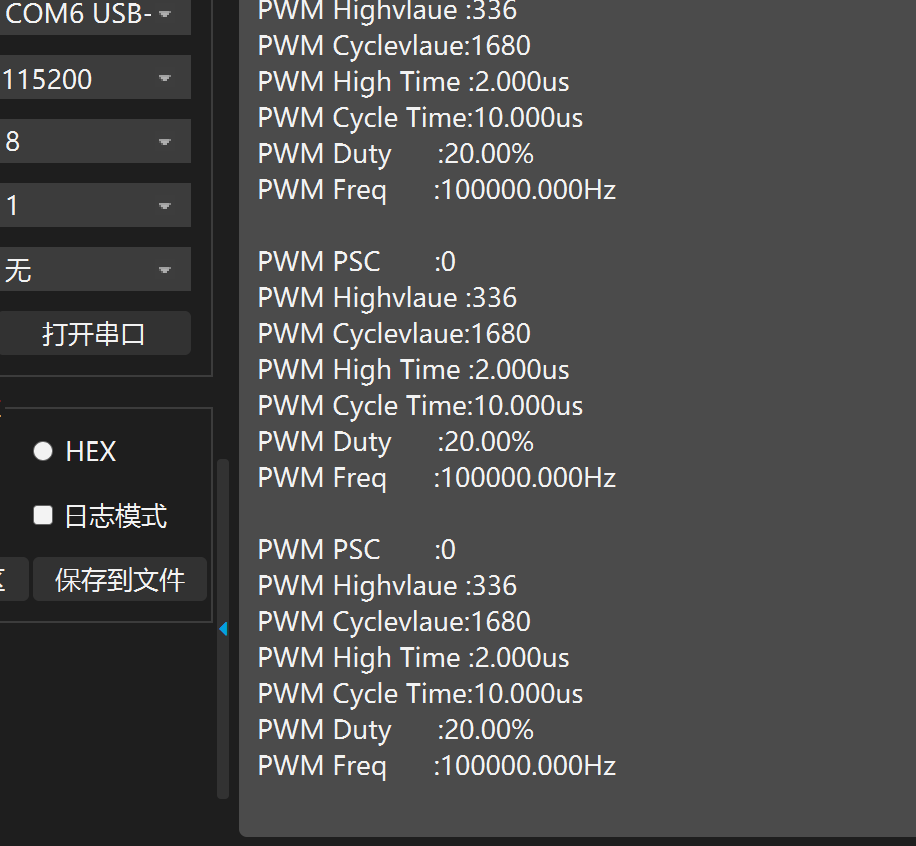 COM6 USB-
115200
8
1
无
打开串口
HEX
日志模式
保存到文件
PWM Highvlaue :336
PWM Cyclevlaue:1680
PWM High Time :2.000us
PWM Cycle Time:10.000us
PWM Duty :20.00%
PWM Freq :100000.000Hz
PWM PSC :0
PWM Highvlaue :336
PWM Cyclevlaue:1680
PWM High Time :2.000us
PWM Cycle Time:10.000us
PWM Duty :20.00%
PWM Freq :100000.000Hz
PWM PSC :0
PWM Highvlaue :336
PWM Cyclevlaue:1680
PWM High Time :2.000us
PWM Cycle Time:10.000us
PWM Duty :20.00%
PWM Freq :100000.000Hz